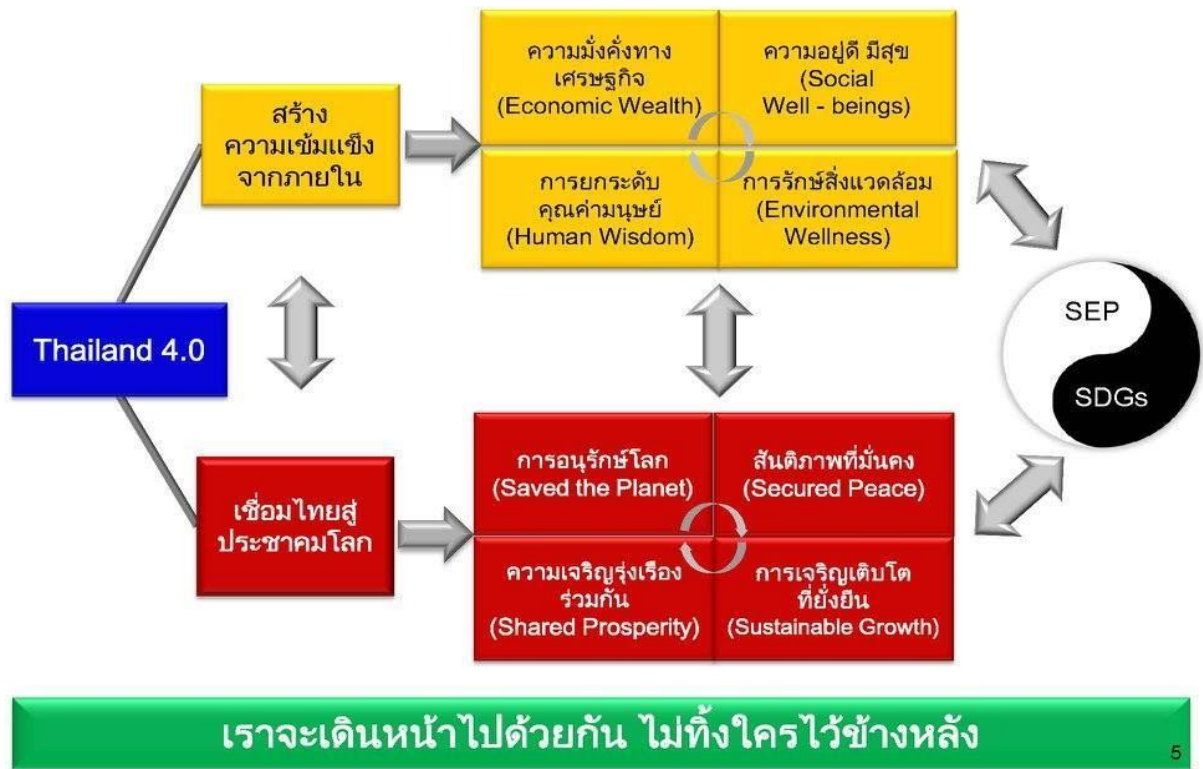 ความมั่งคั่งทาง
เศรษฐกิจ
(Economic Wealth)
ความอยู่ดี มีสุข
(Social
Well - beings)
สร้าง
ความเข้มแข็ง
จากภายใน
การยกระดับ
คุณค่ามนุษย์
(Human Wisdom)
การรักษ์สิ่งแวดล้อม
(Environmental
Wellness)
Thailand 4.0
SEP
SDGs
เชื่อมไทยสู่
ประชาคมโลก
การอนุรักษ์โลก
(Saved the Planet)
สันติภาพที่มั่นคง
(Secured Peace)
ความเจริญรุ่งเรือง
ร่วมกัน
(Shared Prosperity)
การเจริญเติบโต
ที่ยั่งยืน
(Sustainable Growth)
เราจะเดินหน้าไปด้วยกัน ไม่ทิ้งใครไว้ข้างหลัง
5